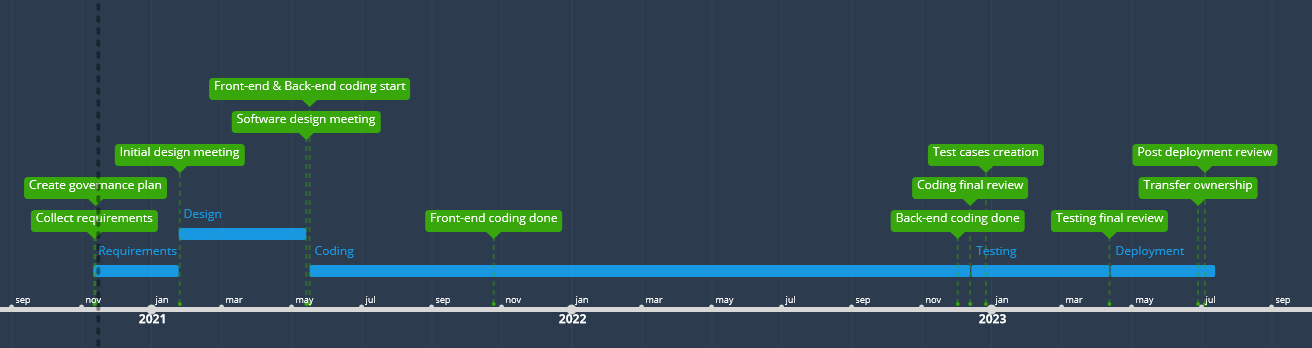 Front-end & Back-end coding start
Software design meeting
Initial design meeting
Test cases creation
Post deployment review
Create governance plan
Coding final review
Transfer ownership
Design
Collect requirements
Front-end coding done
Back-end coding done
Testing final review
Requirements
Coding
Testing
Deployment
sep nov jan mar may jul sep nov jan mar may jul sep nov jan mar may jul sep
2021 2022 2023